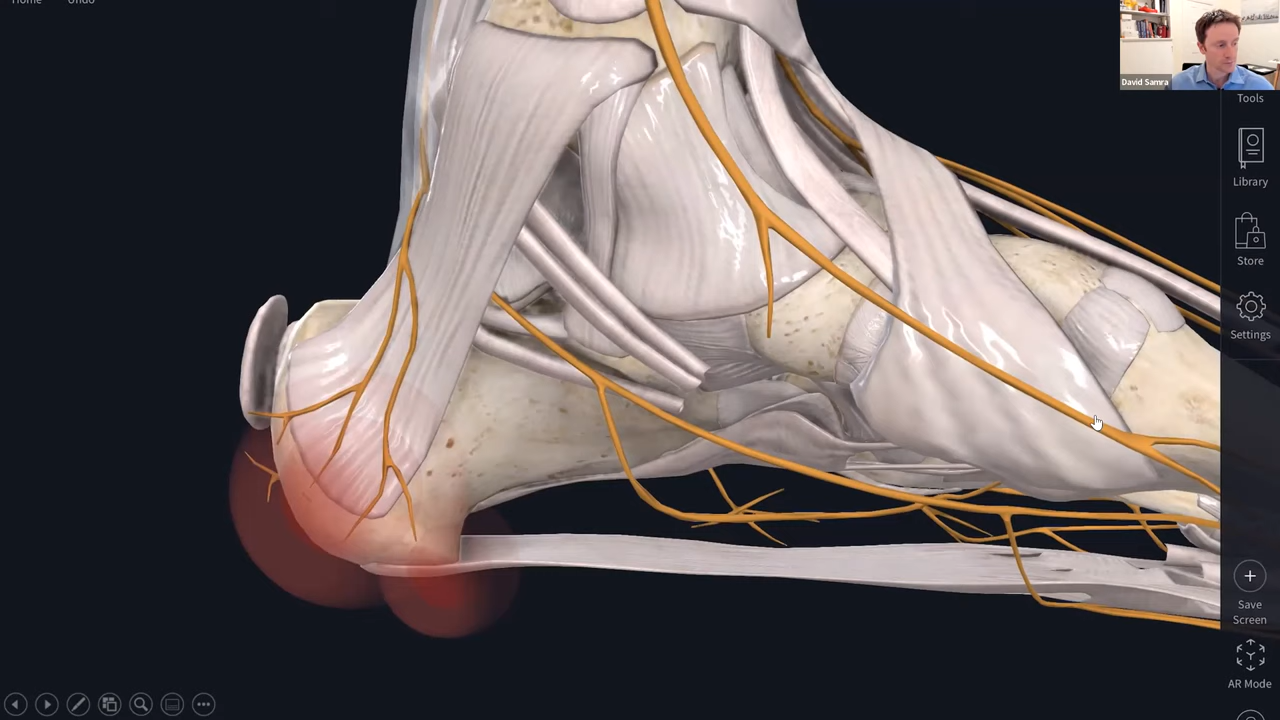 Home Undo
David Samra
Tools
Library
Store
Settings
Save
Screen
AR Mode